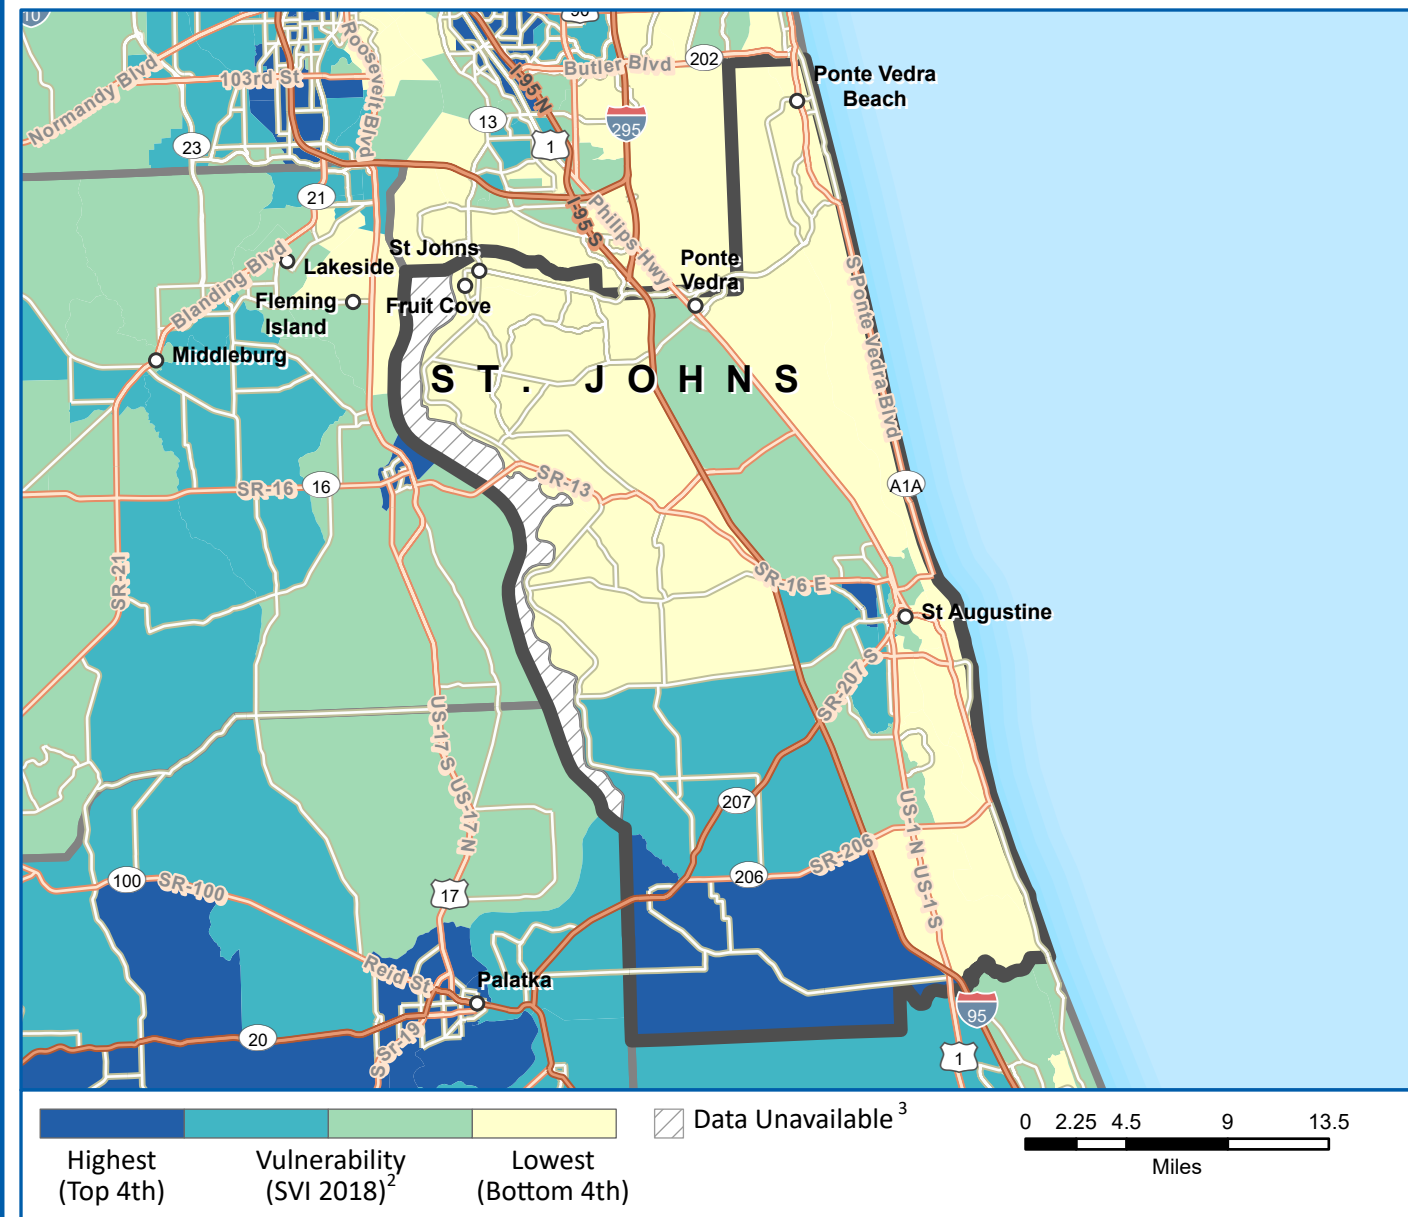 10
90
202
Butler Blvd
Ponte Vedra
Beach
Roosevelt Blvd
103rd St
Normandy Blvd
I-95 N
13
295
1
23
21
I-95 S
Philips Hwy
St Johns
Ponte
Vedra
Lakeside
Blanding Blvd
Fleming
Island
Fruit Cove
S Ponte Vedra Blvd
Middleburg
ST. JOHNS
SR-16
16
SR-13
A1A
SR-21
SR-16 E
St Augustine
SR-207 S
US-17 S US-17 N
207
US-1 N US-1 S
SR-206
206
100
SR-100
17
Reid St
Palatka
95
20
S Sr-19
1
Highest
(Top 4th)
Vulnerability
(SVI 2018)2
Lowest
(Bottom 4th)
Data Unavailable 3
0 2.25 4.5 9 13.5
Miles